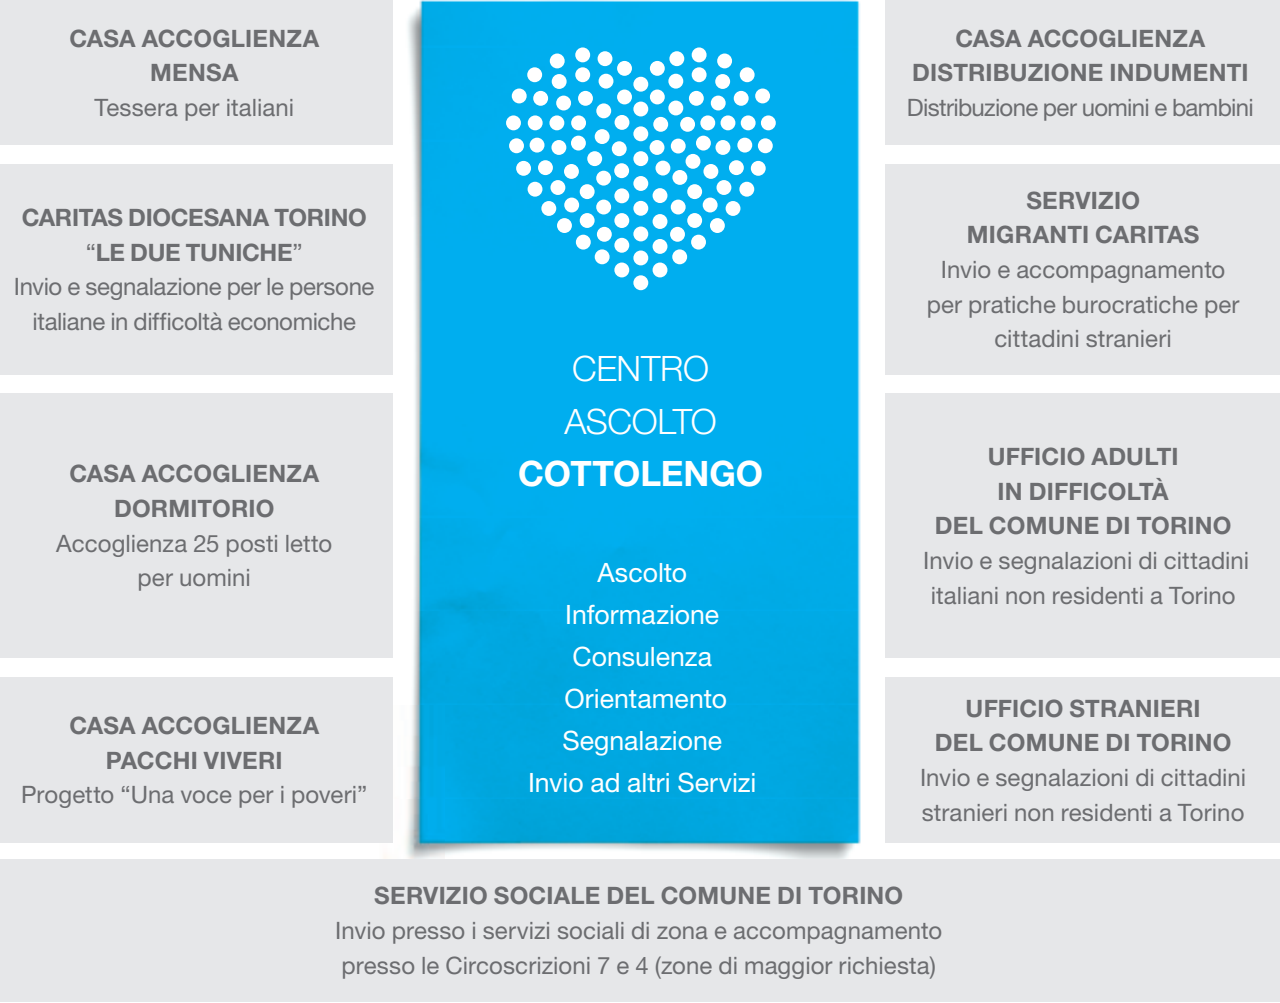 CASA ACCOGLIENZA
MENSA
Tessera per italiani
CARITAS DIOCESANA TORINO
“LE DUE TUNICHE”
Invio e segnalazione per le persone
italiane in difficoltà economiche
CASA ACCOGLIENZA
DORMITORIO
Accoglienza 25 posti letto
per uomini
CASA ACCOGLIENZA
PACCHI VIVERI
Progetto “Una voce per i poveri”
CENTRO
ASCOLTO
COTTOLENGO
Ascolto
Informazione
Consulenza
Orientamento
Segnalazione
Invio ad altri Servizi
CASA ACCOGLIENZA
DISTRIBUZIONE INDUMENTI
Distribuzione per uomini e bambini
SERVIZIO
MIGRANTI CARITAS
Invio e accompagnamento
per pratiche burocratiche per
cittadini stranieri
UFFICIO ADULTI
IN DIFFICOLTÀ
DEL COMUNE DI TORINO
Invio e segnalazioni di cittadini
italiani non residenti a Torino
UFFICIO STRANIERI
DEL COMUNE DI TORINO
Invio e segnalazioni di cittadini
stranieri non residenti a Torino
SERVIZIO SOCIALE DEL COMUNE DI TORINO
Invio presso i servizi sociali di zona e accompagnamento
presso le Circoscrizioni 7 e 4 (zone di maggior richiesta)